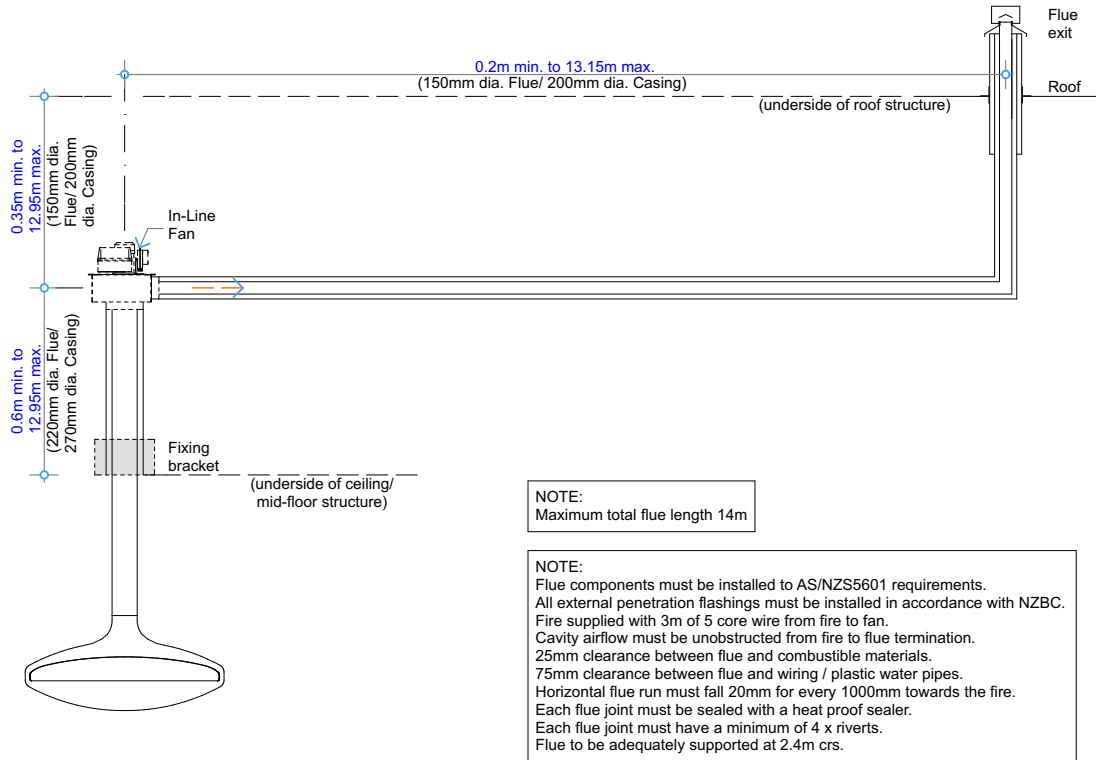 Flue
exit
0.2m min. to 13.15m max.
(150mm dia. Flue/ 200mm dia. Casing)
Roof
(underside of roof structure)
0.35m min. to
12.95m max.
(150mm dia.
Flue/ 200mm
dia. Casing)
In-Line
Fan
0.6m min. to
12.95m max.
(220mm dia. Flue/
270mm dia. Casing)
Fixing
bracket
(underside of ceiling/
mid-floor structure)
NOTE:
Maximum total flue length 14m
NOTE:
Flue components must be installed to AS/NZS5601 requirements.
All external penetration flashings must be installed in accordance with NZBC.
Fire supplied with 3m of 5 core wire from fire to fan.
Cavity airflow must be unobstructed from fire to flue termination.
25mm clearance between flue and combustible materials.
75mm clearance between flue and wiring / plastic water pipes.
Horizontal flue run must fall 20mm for every 1000mm towards the fire.
Each flue joint must be sealed with a heat proof sealer.
Each flue joint must have a minimum of 4 x riverts.
Flue to be adequately supported at 2.4m crs.